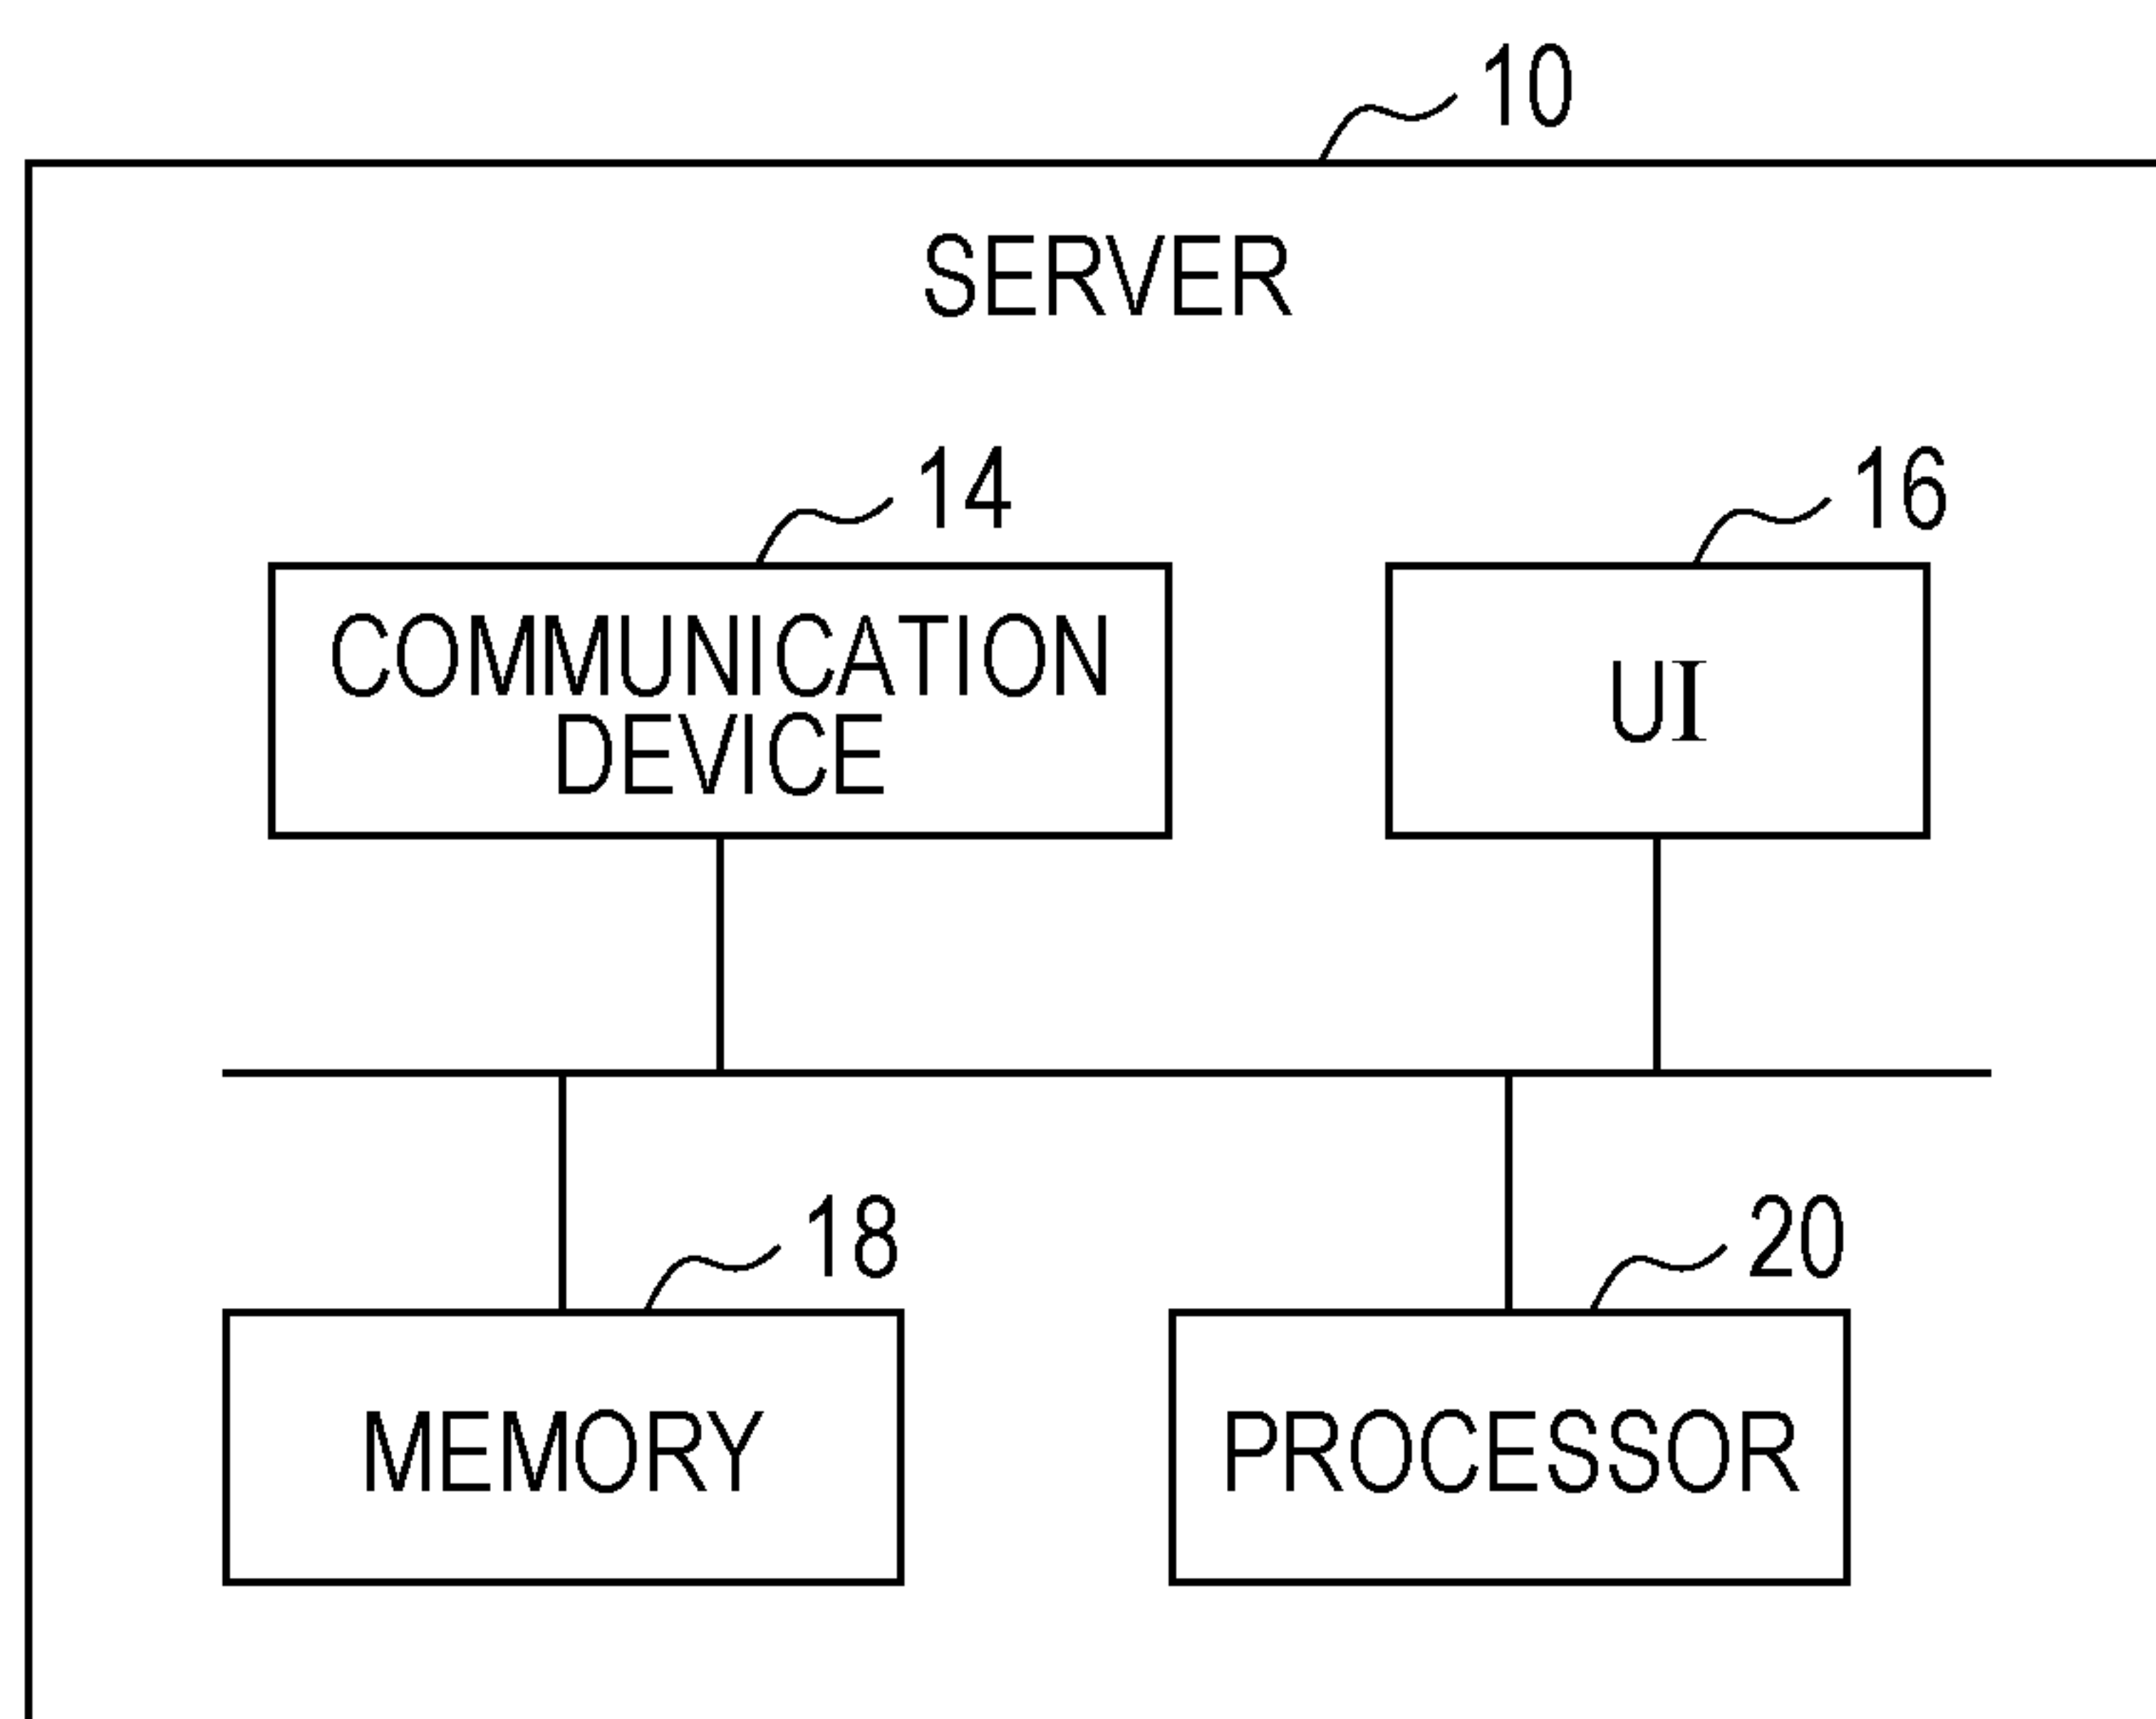 10
SERVER
14
16
COMMUNICATION
DEVICE
UI
18
20
MEMORY
PROCESSOR